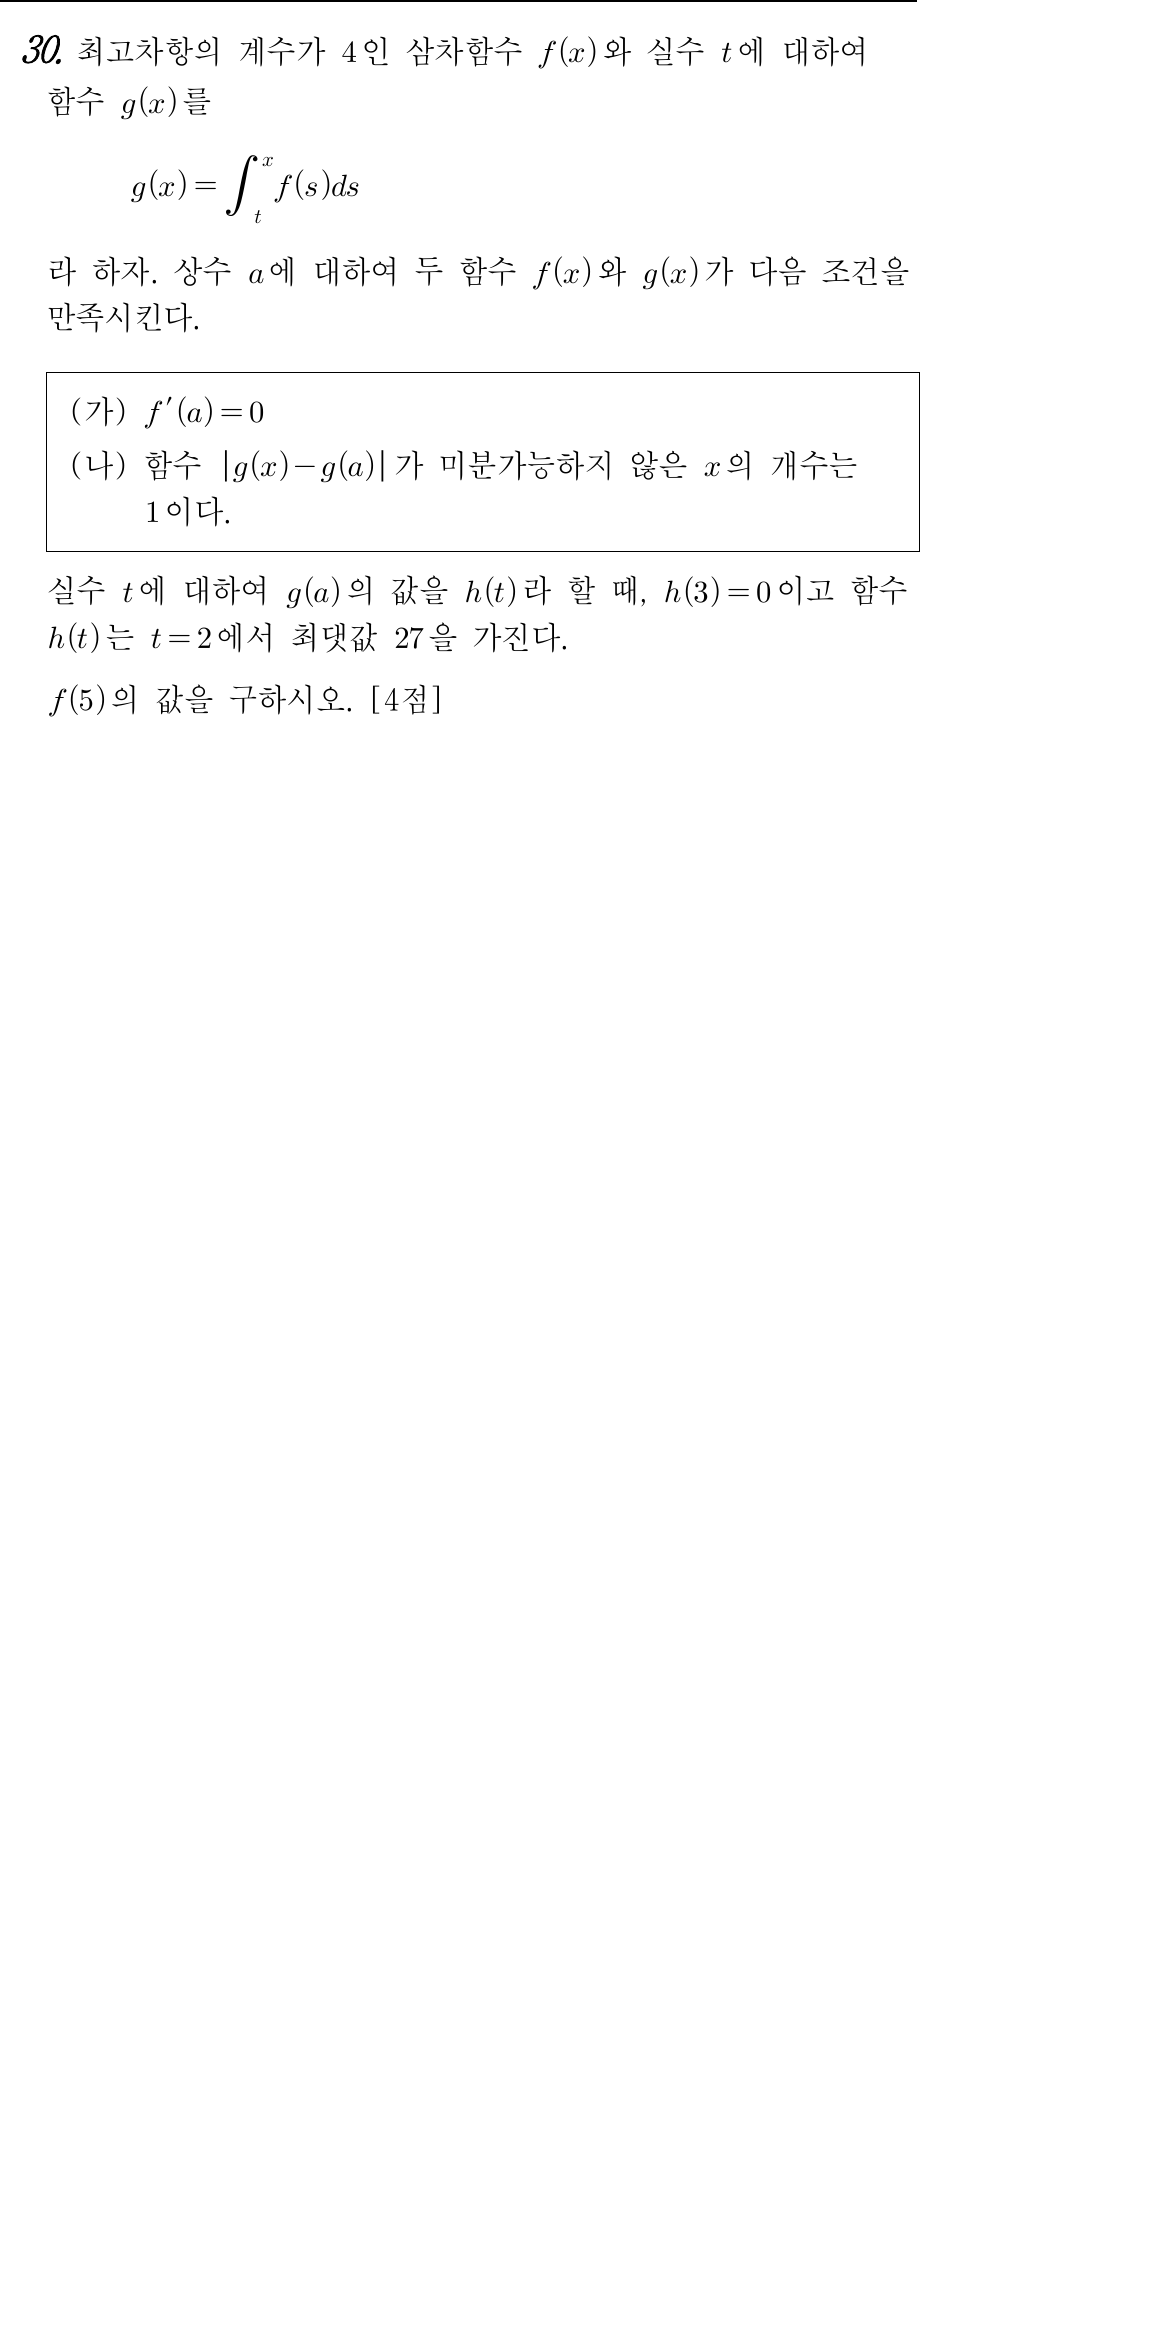 30. 최고차항의 계수가 4인 삼차함수 f(x)와 실수 t에 대하여
함수 g(x)를
g(x)=∫_t^x f(s)ds
라 하자. 상수 a에 대하여 두 함수 f(x)와 g(x)가 다음 조건을
만족시킨다.
(가) f′(a)=0
(나) 함수 |g(x)−g(a)|가 미분가능하지 않은 x의 개수는
1이다.
실수 t에 대하여 g(a)의 값을 h(t)라 할 때, h(3)=0이고 함수
h(t)는 t=2에서 최댓값 27을 가진다.
f(5)의 값을 구하시오. [4점]